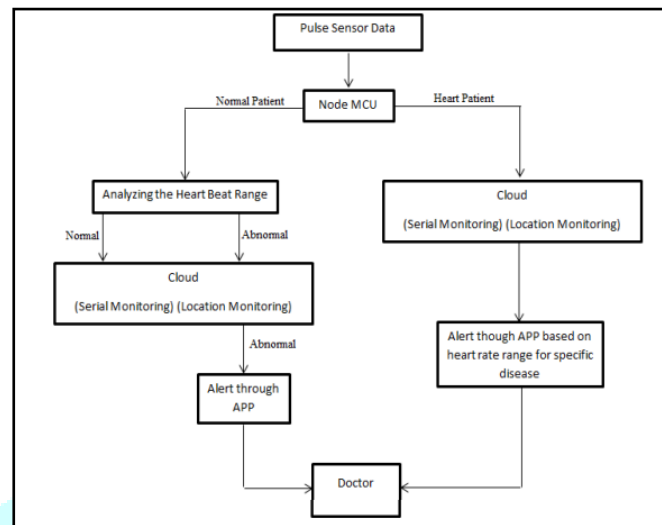 Pulse Sensor Data
Node MCU
Normal Patient
Heart Patient
Analyzing the Heart Beat Range
Normal
Abnormal
Cloud
(Serial Monitoring) (Location Monitoring)
Cloud
(Serial Monitoring) (Location Monitoring)
Abnormal
Alert through
APP
Alert though APP based on
heart rate range for specific
disease
Doctor